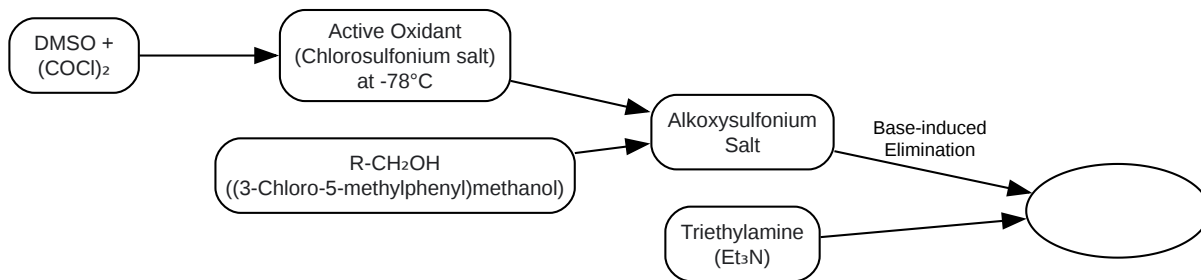 DMSO +
(COCl)₂
Active Oxidant
(Chlorosulfonium salt)
at -78°C
R-CH₂OH
((3-Chloro-5-methylphenyl)methanol)
Alkoxysulfonium
Salt
Base-induced
Elimination
Triethylamine
(Et₃N)